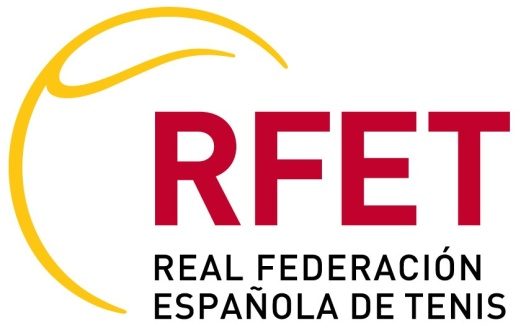 RFET
REAL FEDERACIÓN
ESPAÑOLA DE TENIS